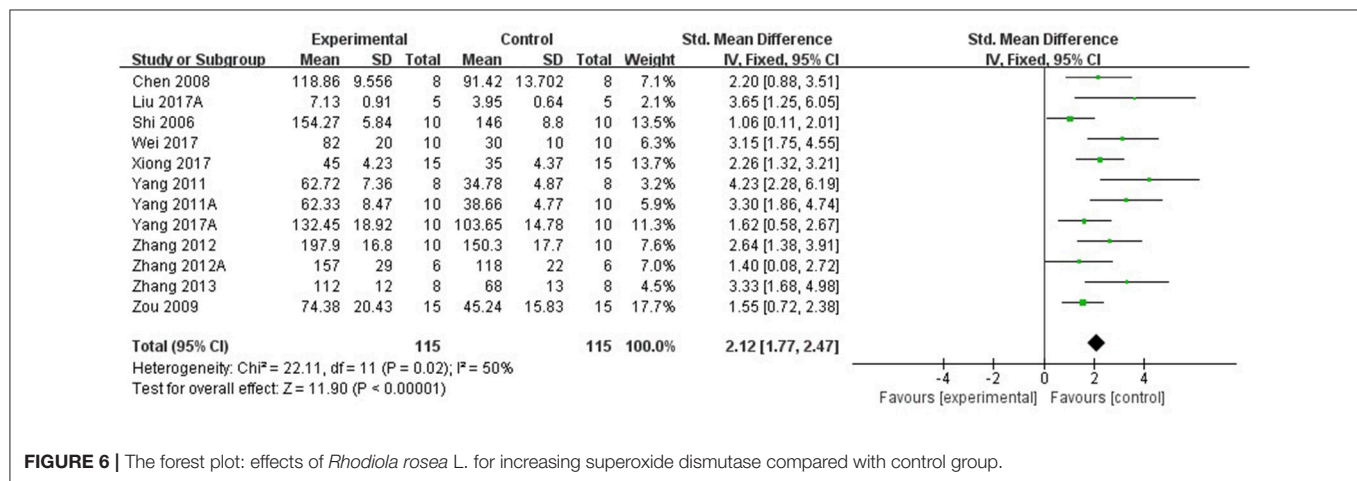 Experimental Control Std. Mean Difference Std. Mean Difference
Study or Subgroup Mean SD Total Mean SD Total Weight IV, Fixed, 95% CI IV, Fixed, 95% CI
Chen 2008 118.86 9.556 8 91.42 13.702 8 7.1% 2.20 [0.88, 3.51]
Liu 2017A 7.13 0.91 5 3.95 0.64 5 2.1% 3.65 [1.25, 6.05]
Shi 2006 154.27 5.84 10 146 8.8 10 13.5% 1.06 [0.11, 2.01]
Wei 2017 82 20 10 30 10 10 6.3% 3.15 [1.75, 4.55]
Xiong 2017 45 4.23 15 35 4.37 15 13.7% 2.26 [1.32, 3.21]
Yang 2011 62.72 7.36 8 34.78 4.87 8 3.2% 4.23 [2.28, 6.19]
Yang 2011A 62.33 8.47 10 38.66 4.77 10 5.9% 3.30 [1.86, 4.74]
Yang 2017A 132.45 18.92 10 103.65 14.78 10 11.3% 1.62 [0.58, 2.67]
Zhang 2012 197.9 16.8 10 150.3 17.7 10 7.6% 2.64 [1.38, 3.91]
Zhang 2012A 157 29 6 118 22 6 7.0% 1.40 [0.08, 2.72]
Zhang 2013 112 12 8 68 13 8 4.5% 3.33 [1.68, 4.98]
Zou 2009 74.38 20.43 15 45.24 15.83 15 17.7% 1.55 [0.72, 2.38]
Total (95% CI) 115 115 100.0% 2.12 [1.77, 2.47]
Heterogeneity: Chi² = 22.11, df = 11 (P = 0.02); I² = 50%
Test for overall effect: Z = 11.90 (P < 0.00001)
-4 -2 0 2 4
Favours [experimental] Favours [control]
FIGURE 6 | The forest plot: effects of Rhodiola rosea L. for increasing superoxide dismutase compared with control group.